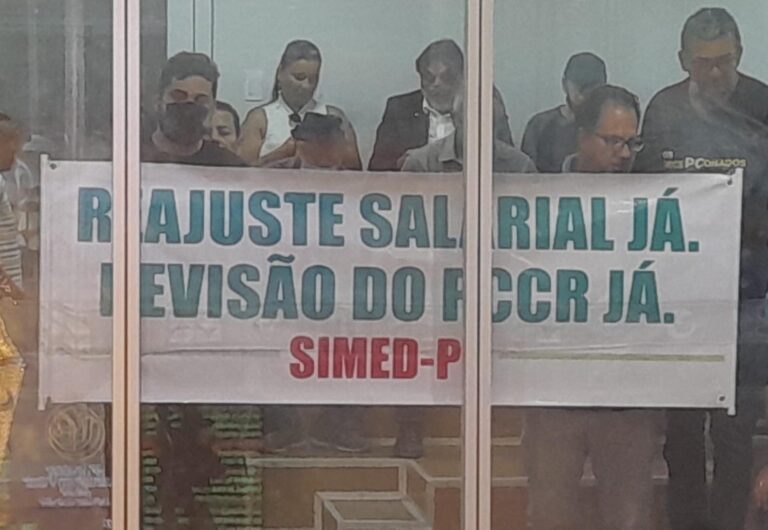 REAJUSTE SALARIAL JÁ.
REVISÃO DO PCCR JÁ.
SIMED-P